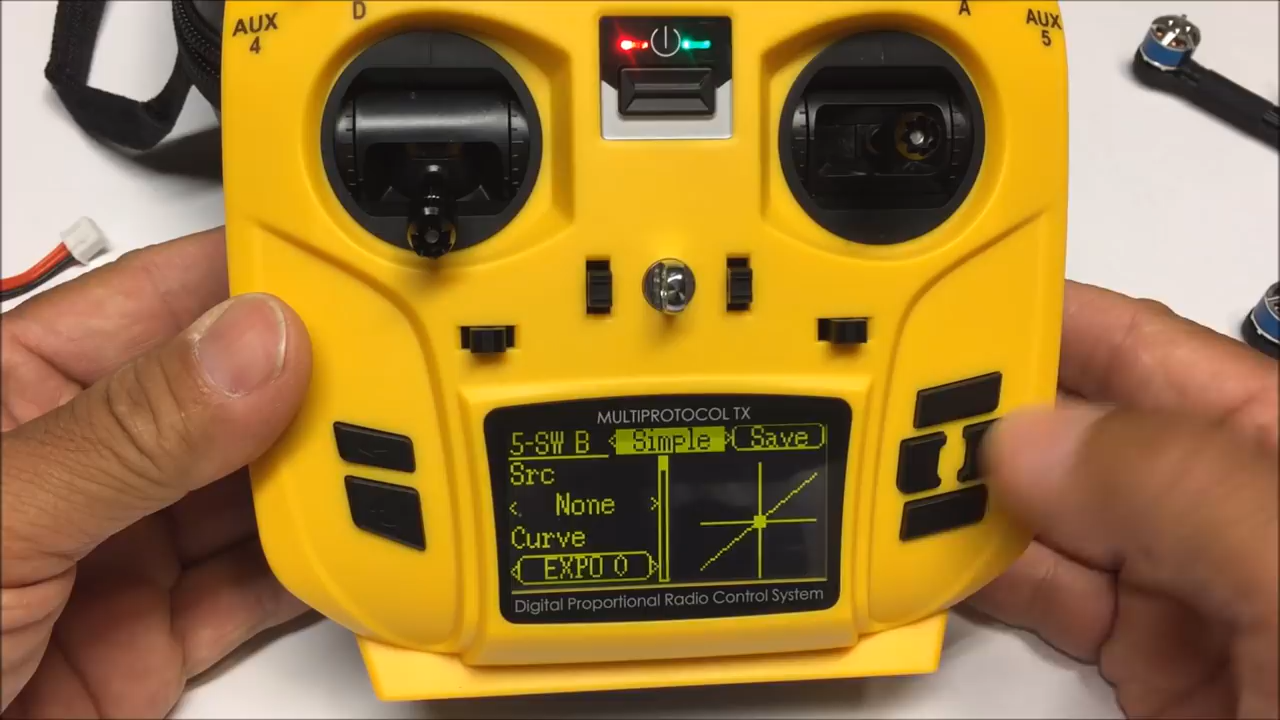 AUX
4
D
A
AUX
5
MULTIPROTOCOL TX
5-SW B Simple Save
Src
None
Curve
EXPO 0
Digital Proportional Radio Control System